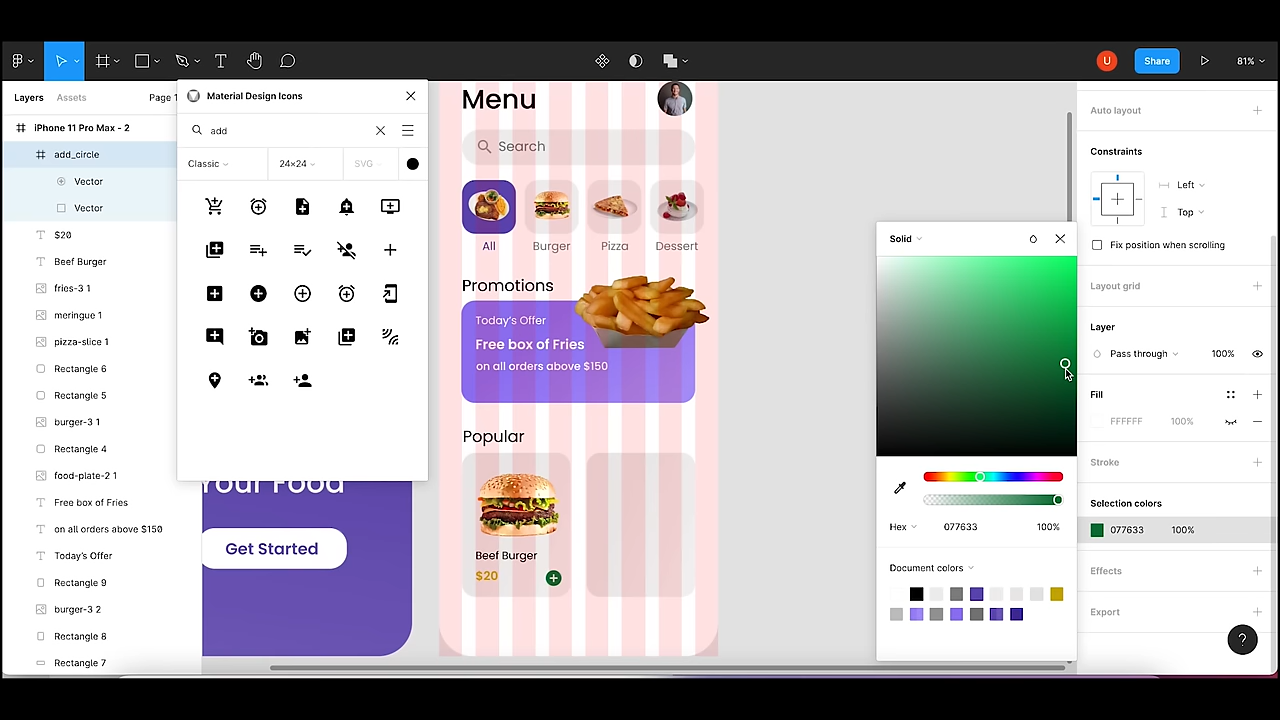 U
Share
81%
Layers
Assets
Page 1
iPhone 11 Pro Max - 2
add_circle
Vector
Vector
$20
Beef Burger
fries-3 1
meringue 1
pizza-slice 1
Rectangle 6
Rectangle 5
burger-3 1
Rectangle 4
food-plate-2 1
Free box of Fries
on all orders above $150
Today's Offer
Rectangle 9
burger-3 2
Rectangle 8
Rectangle 7
Material Design Icons
add
Classic
24×24
SVG
Your Food
Get Started
Menu
Search
All
Burger
Pizza
Dessert
Promotions
Today's Offer
Free box of Fries
on all orders above $150
Popular
Beef Burger
$20
Solid
Hex
077633
100%
Document colors
Auto layout
Constraints
Left
Top
Fix position when scrolling
Layout grid
Layer
Pass through
100%
Fill
FFFFFF
100%
Stroke
Selection colors
077633
100%
Effects
Export
?